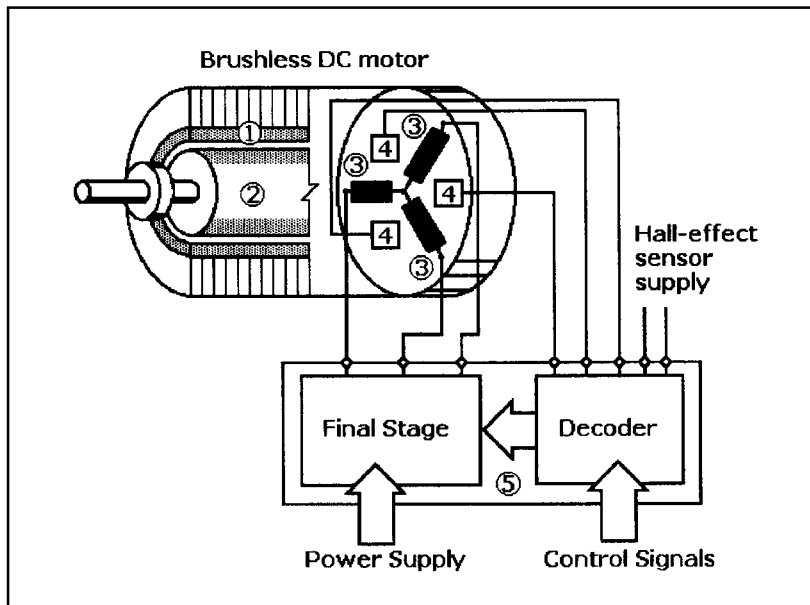 Brushless DC motor
①
③
4
③
②
4
4
③
Hall-effect
sensor
supply
Final Stage
Decoder
⑤
Power Supply
Control Signals